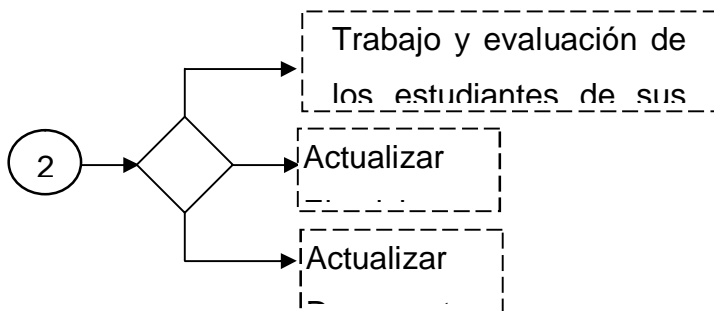 Trabajo y evaluación de
los estudiantes de sus
2
Actualizar
Actualizar